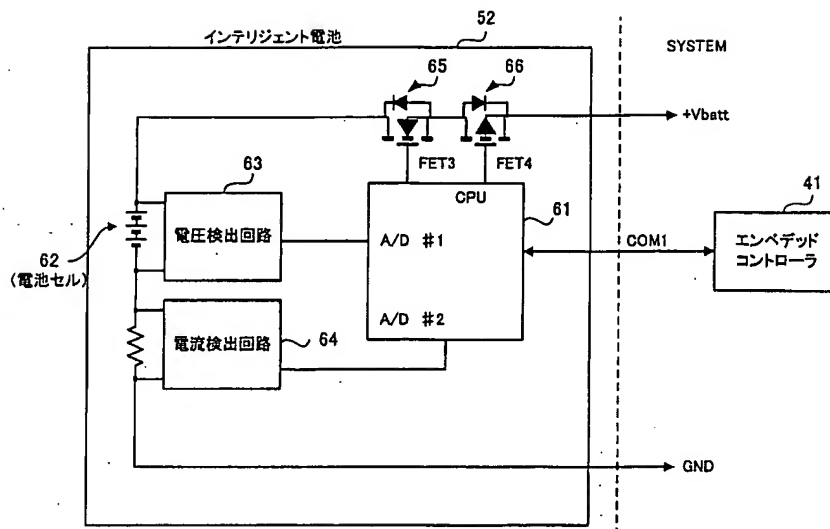 インテリジェント電池
52
SYSTEM
65
66
+Vbatt
FET3
FET4
63
CPU
61
41
電圧検出回路
A/D #1
COM1
エンベデッド
コントローラ
62
(電池セル)
A/D #2
電流検出回路
64
GND